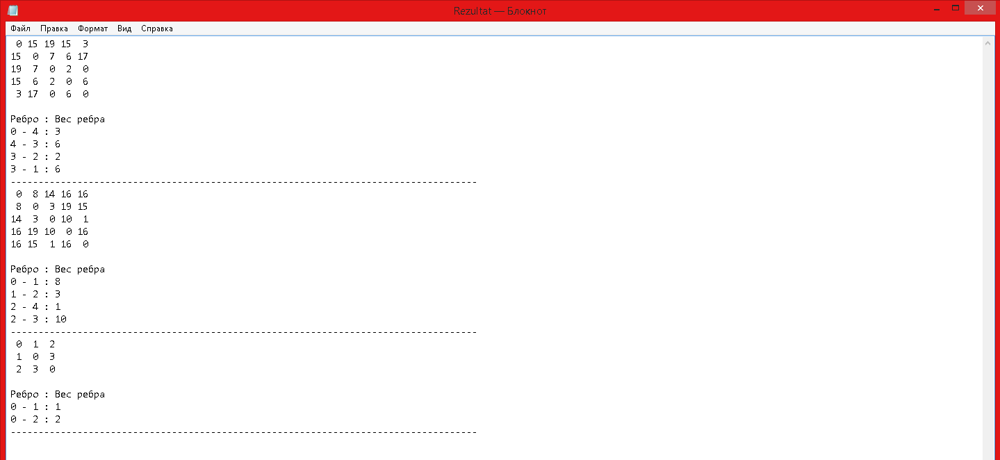 Rezultat — Блокнот
Файл Правка Формат Вид Справка
 0 15 19 15  3
15  0  7  6 17
19  7  0  2  0
15  6  2  0  6
 3 17  0  6  0
Ребро : Вес ребра
0 - 4 : 3
4 - 3 : 6
3 - 2 : 2
3 - 1 : 6
------------------------------------------------------------------------------------
 0  8 14 16 16
 8  0  3 19 15
14  3  0 10  1
16 19 10  0 16
16 15  1 16  0
Ребро : Вес ребра
0 - 1 : 8
1 - 2 : 3
2 - 4 : 1
2 - 3 : 10
------------------------------------------------------------------------------------
 0  1  2
 1  0  3
 2  3  0
Ребро : Вес ребра
0 - 1 : 1
0 - 2 : 2
------------------------------------------------------------------------------------